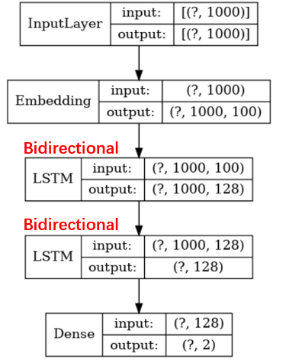 InputLayer input: [(?, 1000)]
output: [(?, 1000)]
Embedding input: (?, 1000)
output: (?, 1000, 100)
Bidirectional
LSTM input: (?, 1000, 100)
output: (?, 1000, 128)
Bidirectional
LSTM input: (?, 1000, 128)
output: (?, 128)
Dense input: (?, 128)
output: (?, 2)